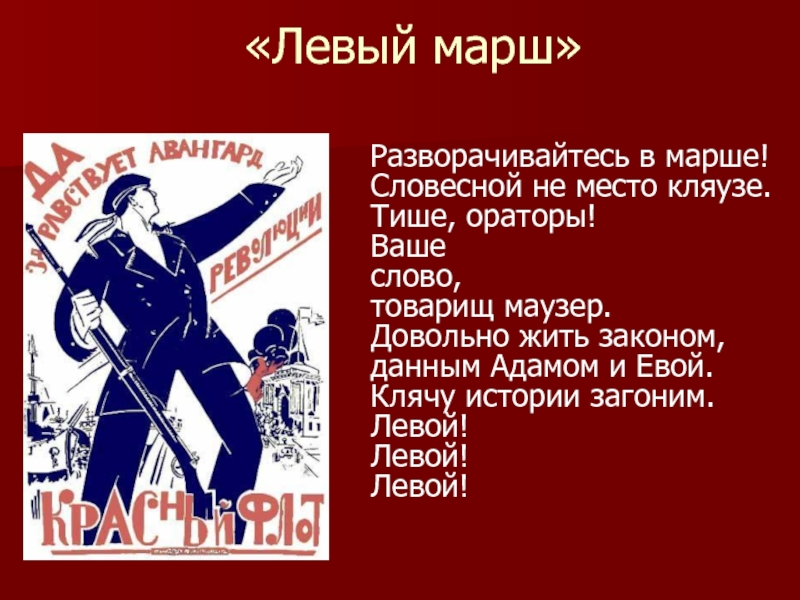 «Левый марш»
ДА
ЗДРАВСТВУЕТ АВАНГАРД
РЕВОЛЮЦИИ
КРАСНЫЙ ФЛОТ
Разворачивайтесь в марше!
Словесной не место кляузе.
Тише, ораторы!
Ваше
слово,
товарищ маузер.
Довольно жить законом,
данным Адамом и Евой.
Клячу истории загоним.
Левой!
Левой!
Левой!